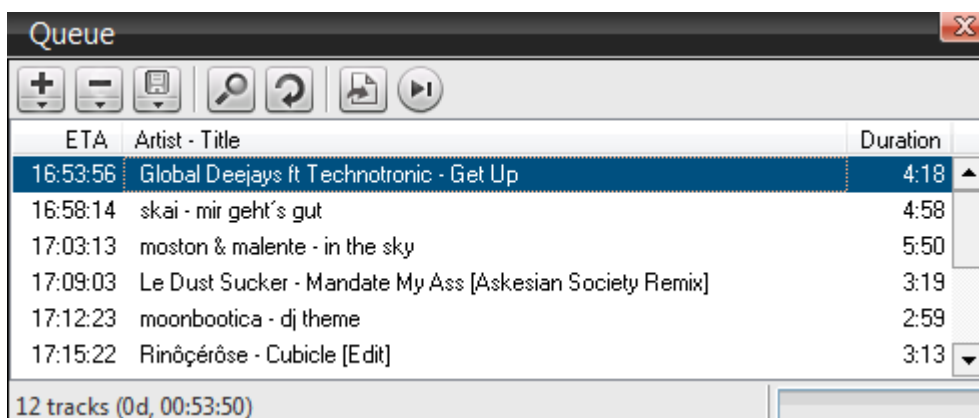 Queue
ETA Artist - Title Duration
16:53:56 Global Deejays ft Technotronic - Get Up 4:18
16:58:14 skai - mir geht´s gut 4:58
17:03:13 moston & malente - in the sky 5:50
17:09:03 Le Dust Sucker - Mandate My Ass [Askesian Society Remix] 3:19
17:12:23 moonbootica - dj theme 2:59
17:15:22 Rinôçérôse - Cubicle [Edit] 3:13
12 tracks (0d, 00:53:50)